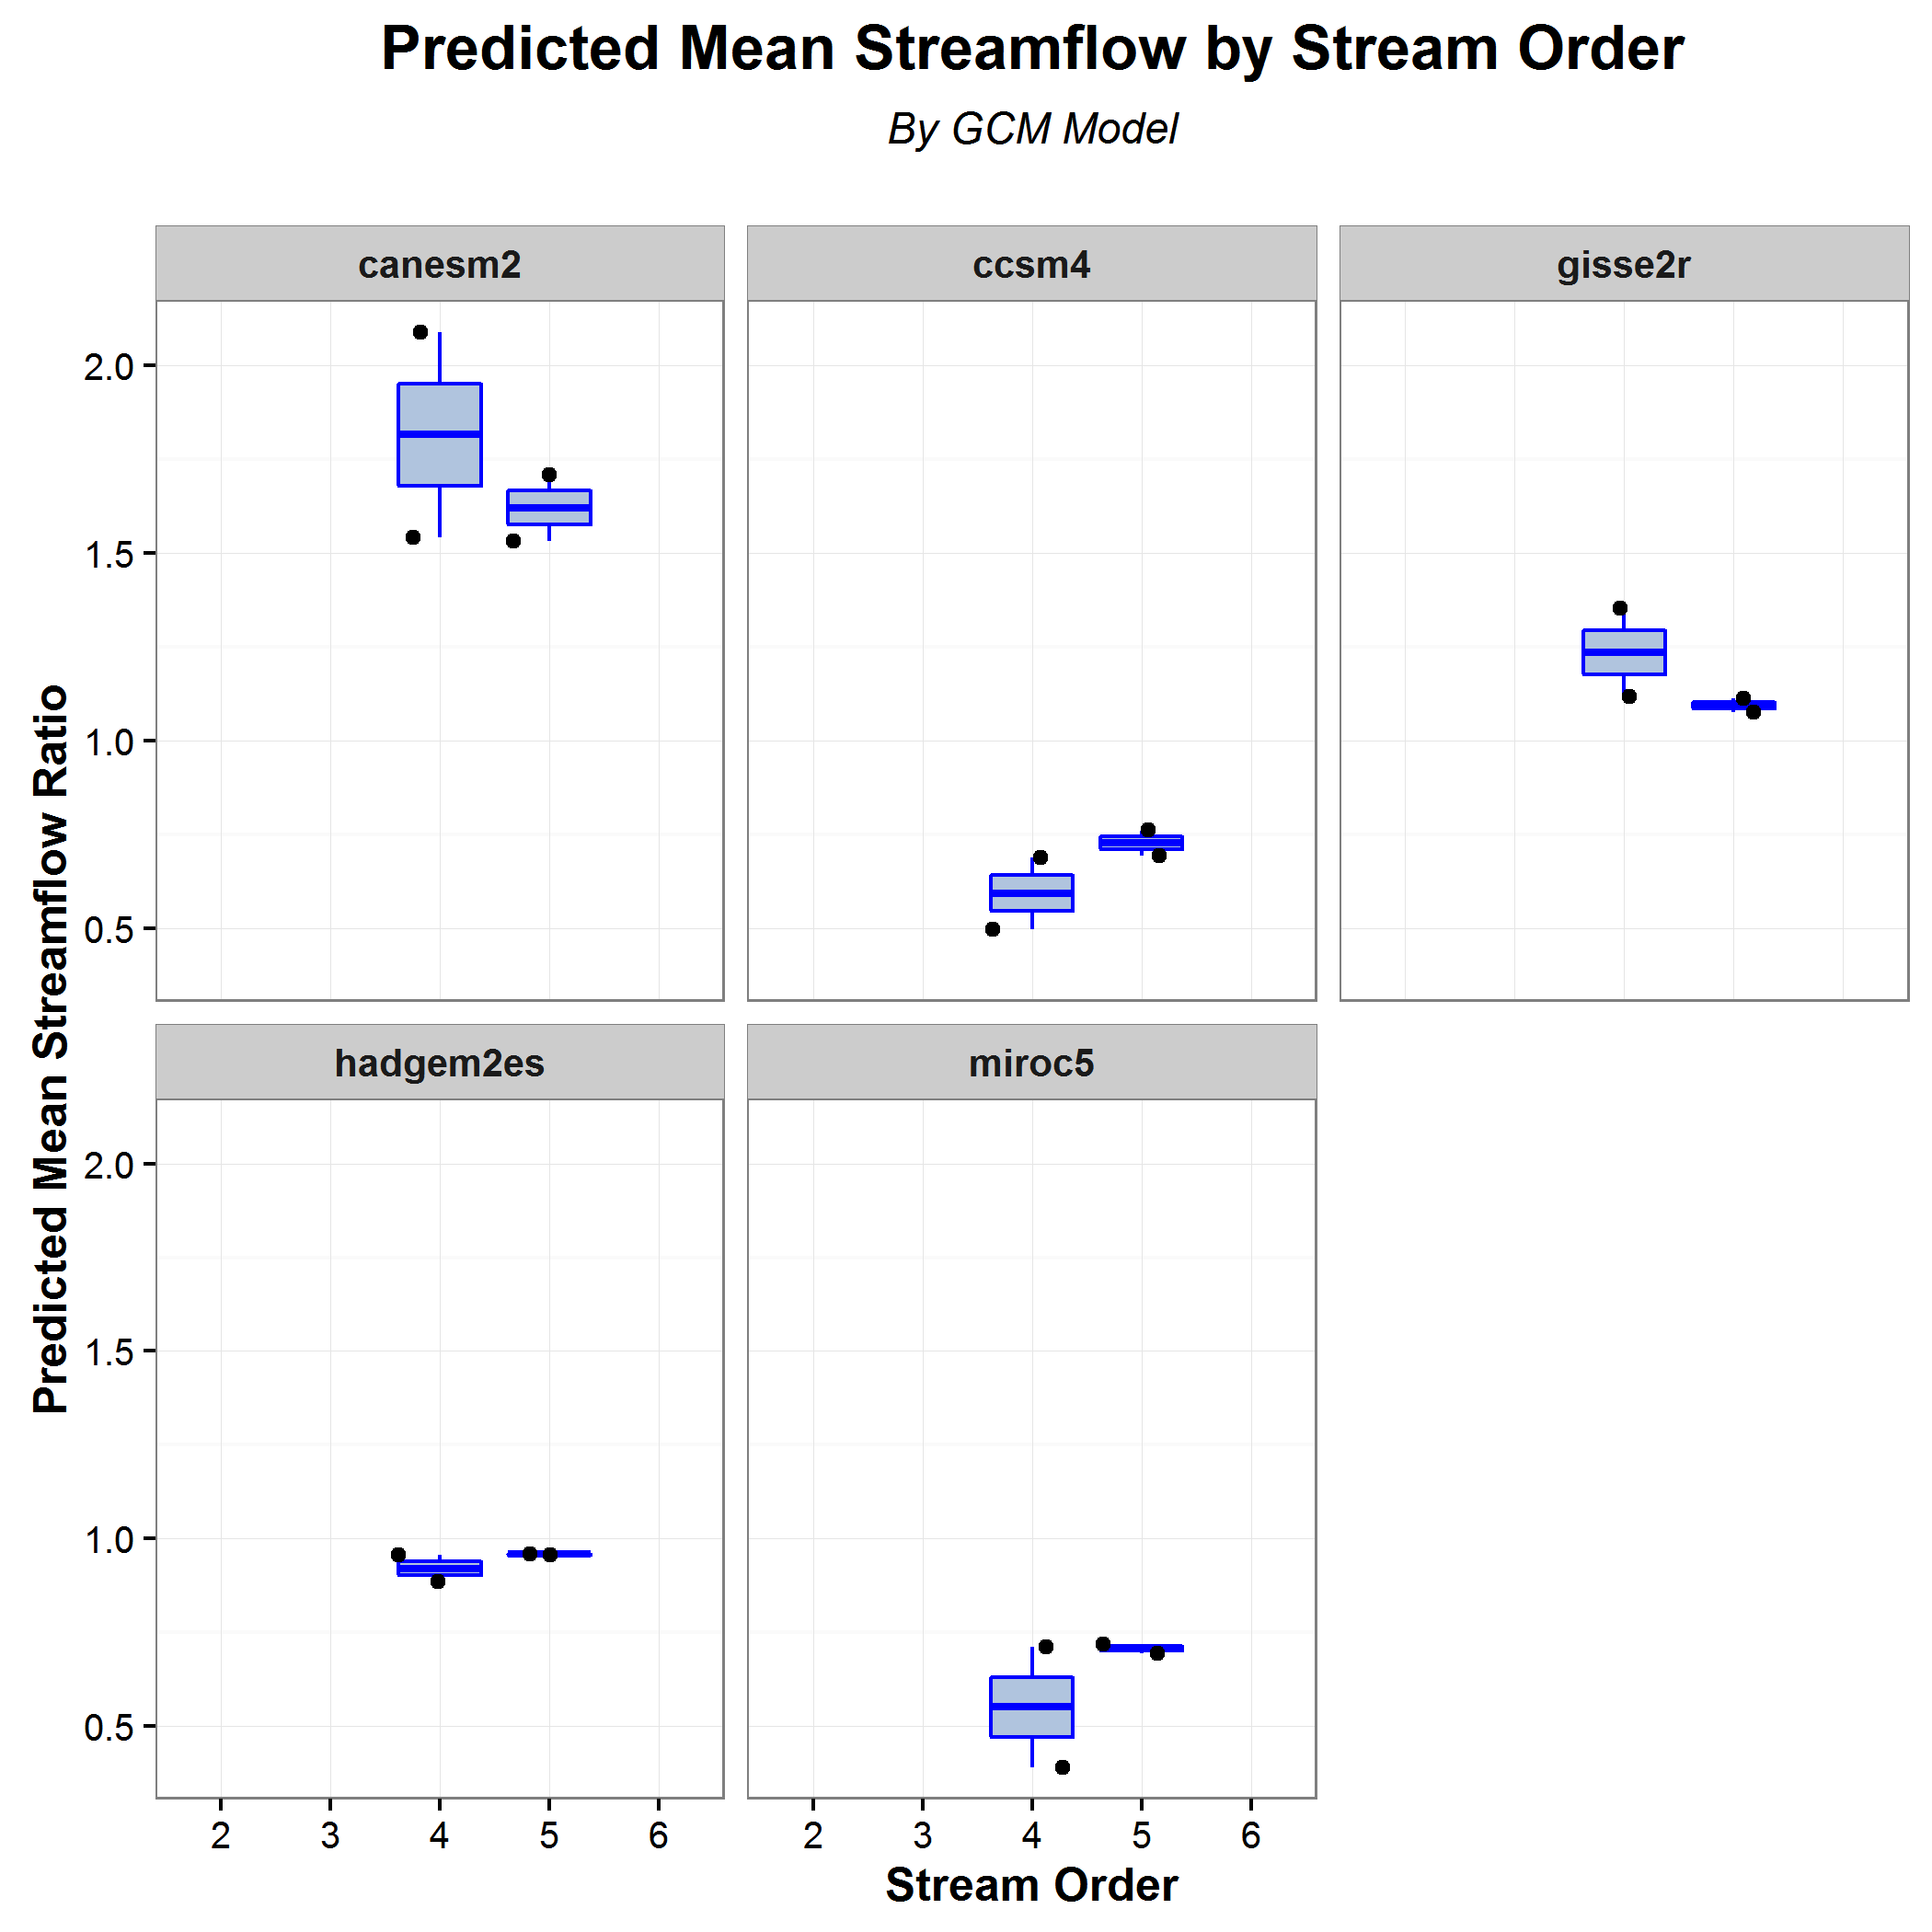 Predicted Mean Streamflow by Stream Order
By GCM Model
canesm2
ccsm4
gisse2r
2.0
1.5
1.0
0.5
Predicted Mean Streamflow Ratio
hadgem2es
miroc5
2.0
1.5
1.0
0.5
2 3 4 5 6
2 3 4 5 6
Stream Order